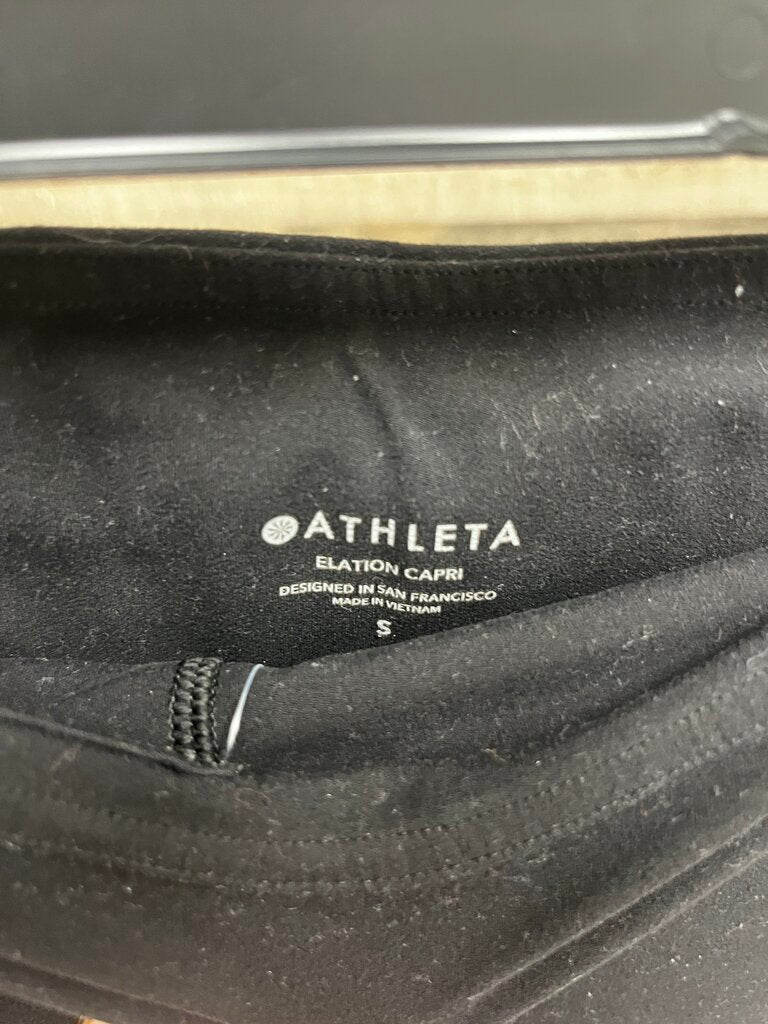 ATHLETA
ELATION CAPRI
DESIGNED IN SAN FRANCISCO
MADE IN VIETNAM
S